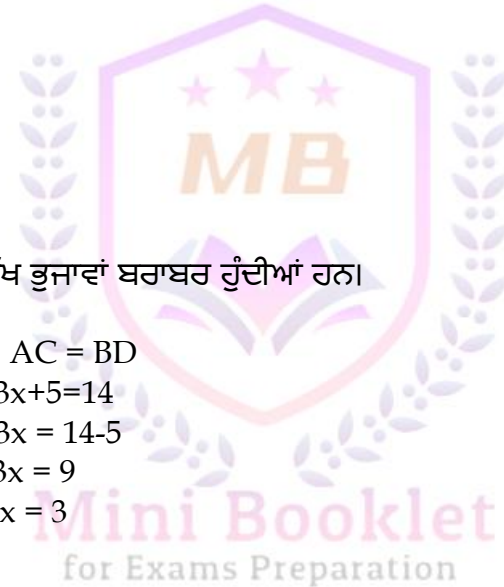 MB
ਭੁਜਾਵਾਂ ਬਰਾਬਰ ਹੁੰਦੀਆਂ ਹਨ।
AC = BD
3x+5=14
3x = 14-5
3x = 9
x = 3
Mini Booklet
for Exams Preparation